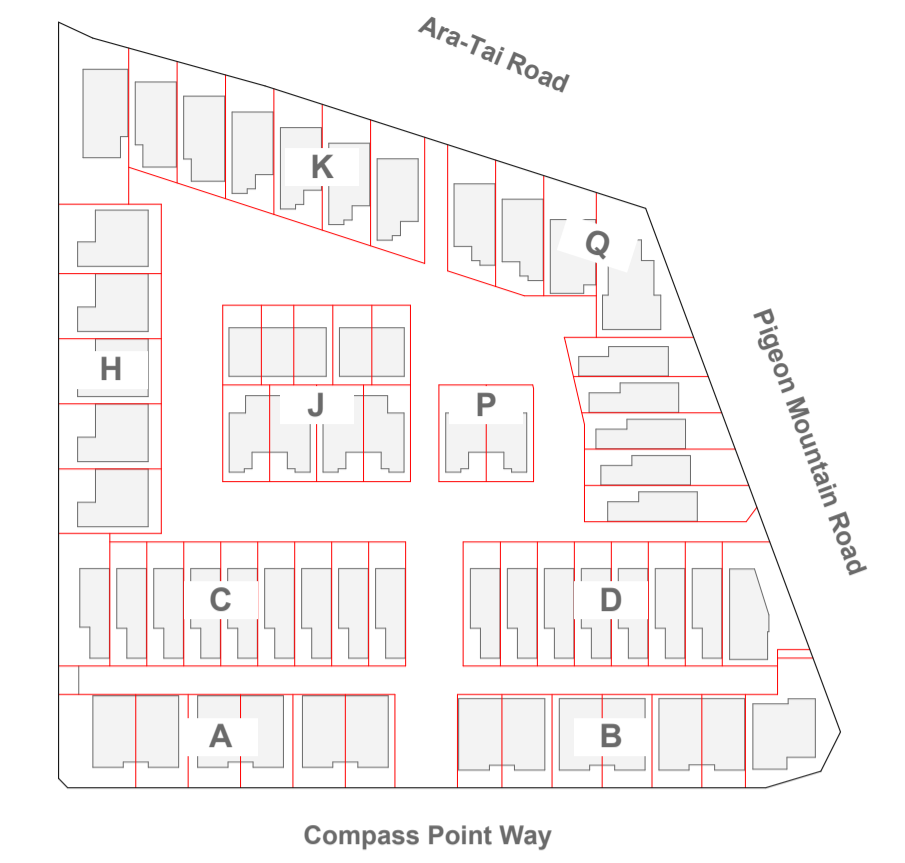 Ara-Tai Road
K
Q
Pigeon Mountain Road
H
J
P
C
D
A
B
Compass Point Way